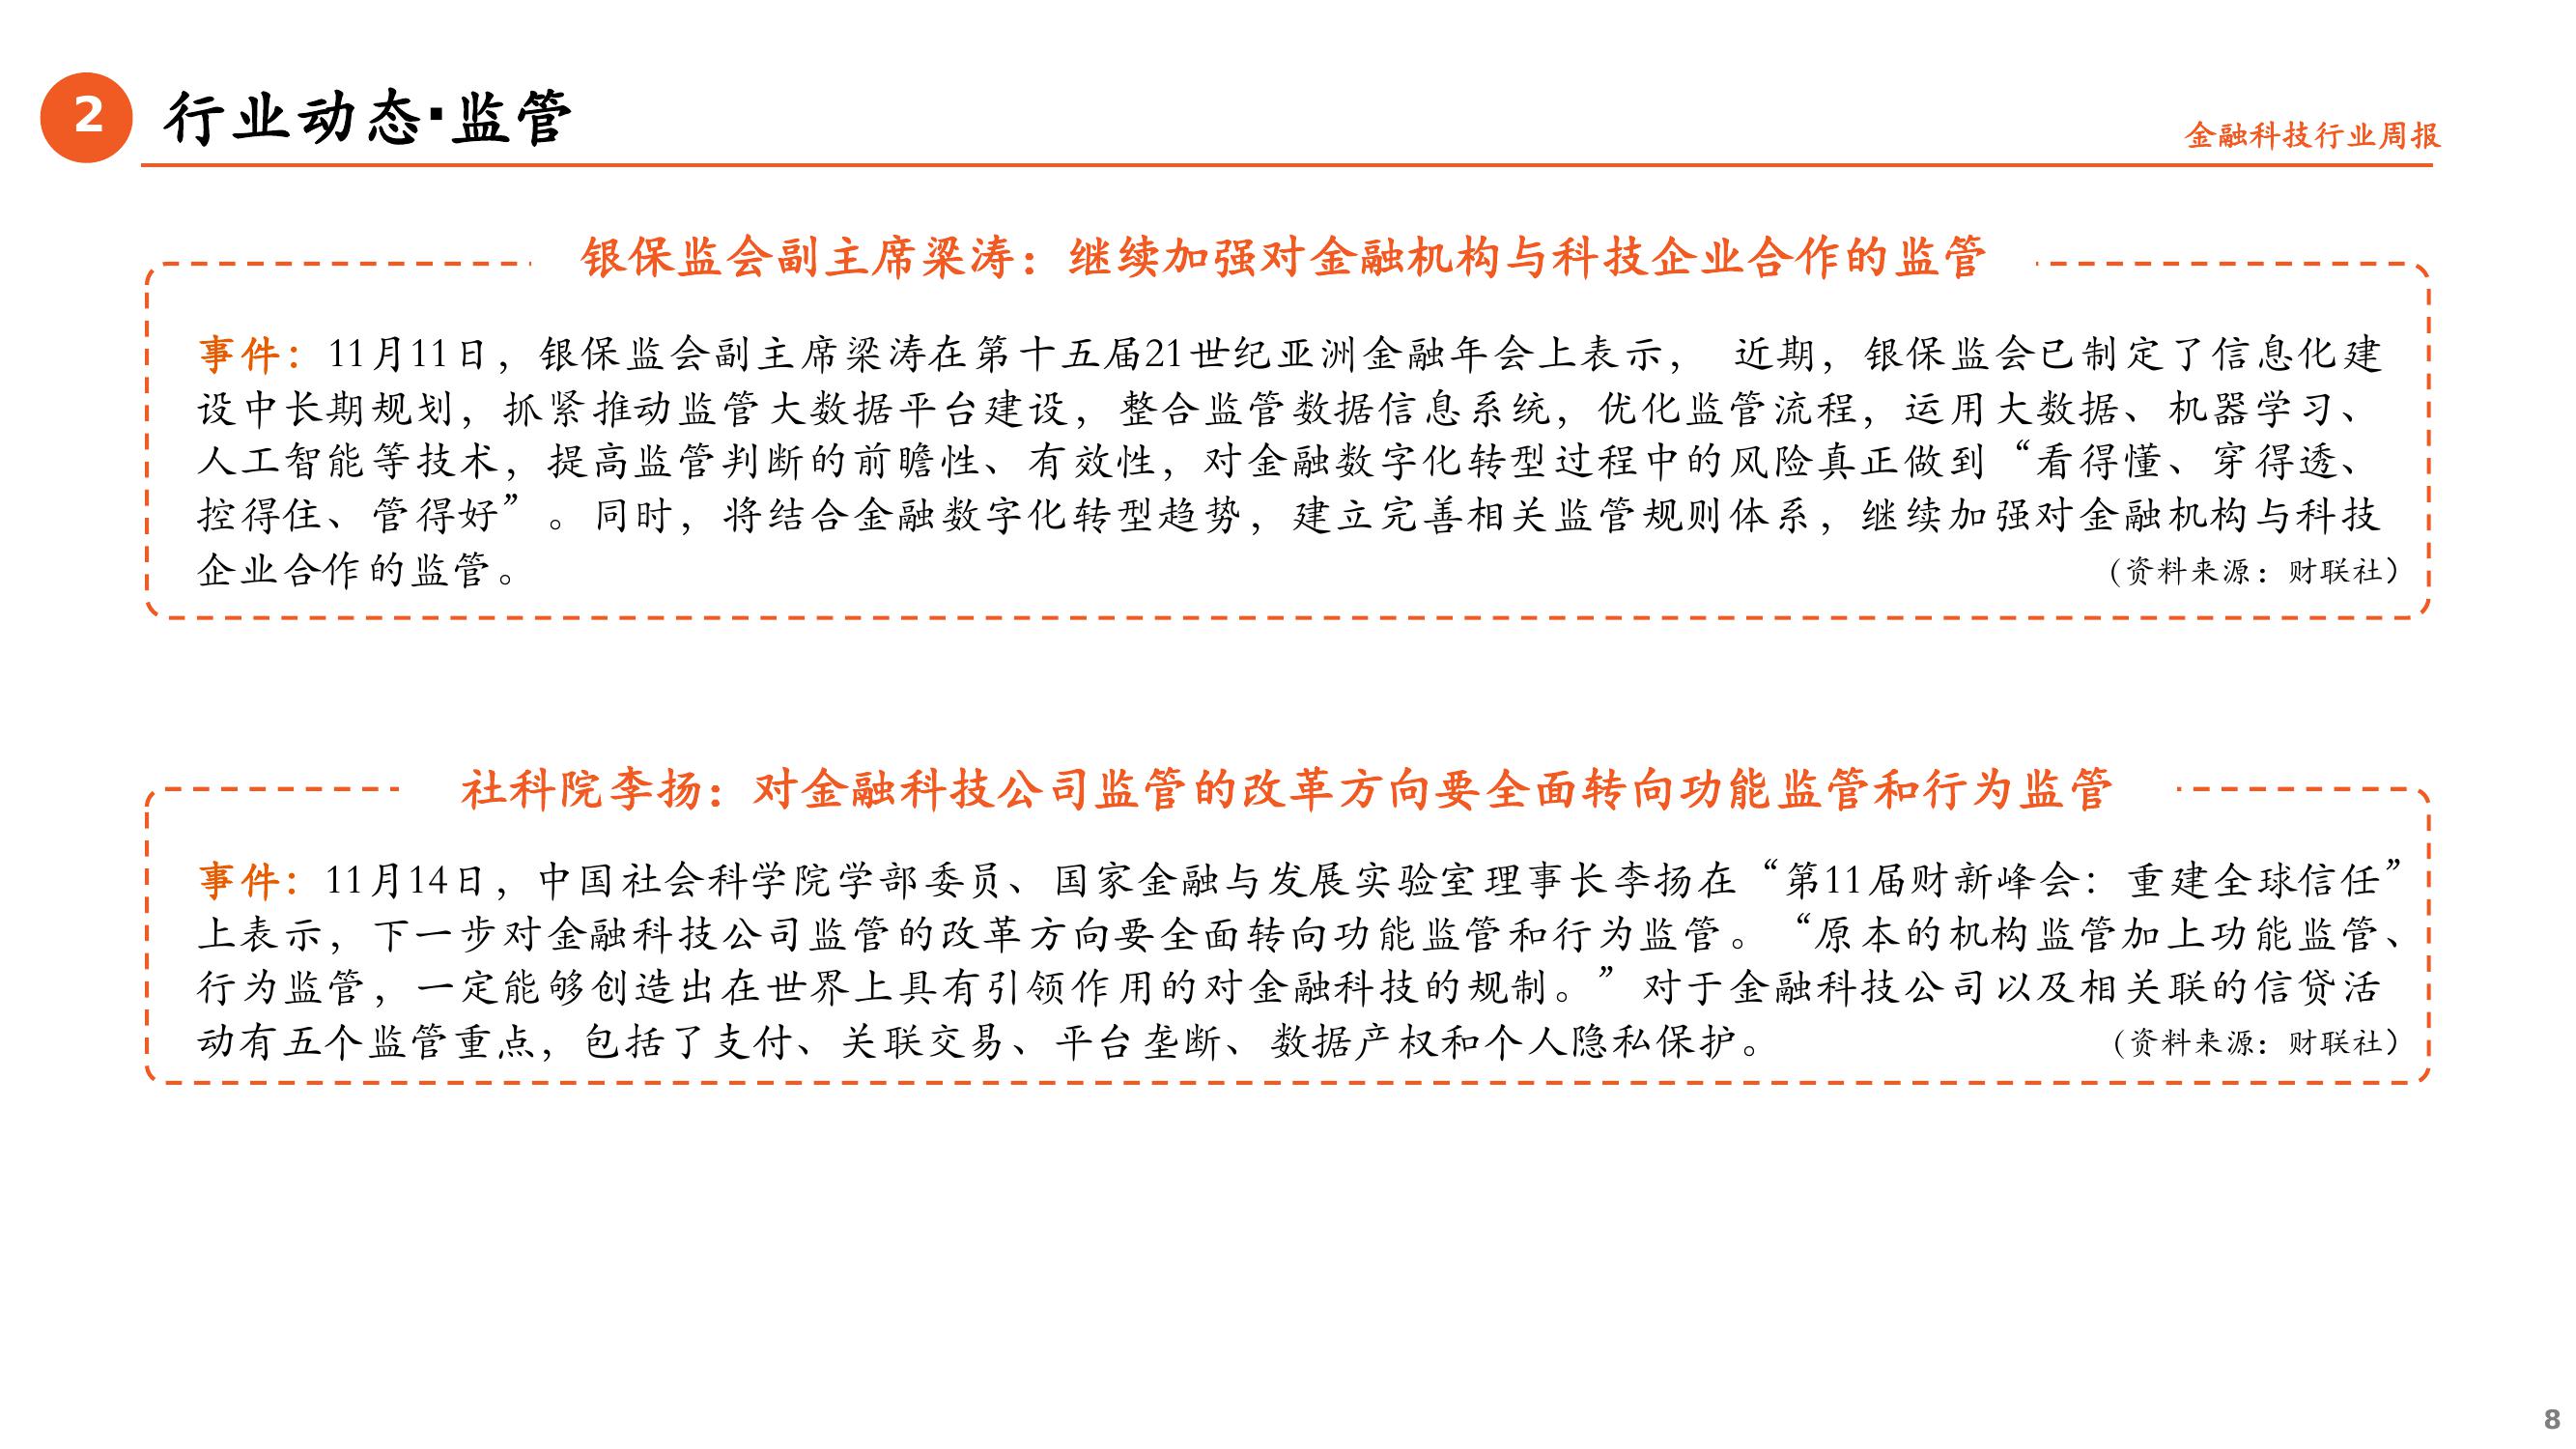 2
行业动态·监管
金融科技行业周报
银保监会副主席梁涛：继续加强对金融机构与科技企业合作的监管
事件：11月11日，银保监会副主席梁涛在第十五届21世纪亚洲金融年会上表示， 近期，银保监会已制定了信息化建
设中长期规划，抓紧推动监管大数据平台建设，整合监管数据信息系统，优化监管流程，运用大数据、机器学习、
人工智能等技术，提高监管判断的前瞻性、有效性，对金融数字化转型过程中的风险真正做到“看得懂、穿得透、
控得住、管得好”。同时，将结合金融数字化转型趋势，建立完善相关监管规则体系，继续加强对金融机构与科技
企业合作的监管。
（资料来源：财联社）
社科院李扬：对金融科技公司监管的改革方向要全面转向功能监管和行为监管
事件：11月14日，中国社会科学院学部委员、国家金融与发展实验室理事长李扬在“第11届财新峰会：重建全球信任”
上表示，下一步对金融科技公司监管的改革方向要全面转向功能监管和行为监管。“原本的机构监管加上功能监管、
行为监管，一定能够创造出在世界上具有引领作用的对金融科技的规制。”对于金融科技公司以及相关联的信贷活
动有五个监管重点，包括了支付、关联交易、平台垄断、数据产权和个人隐私保护。
（资料来源：财联社）
8